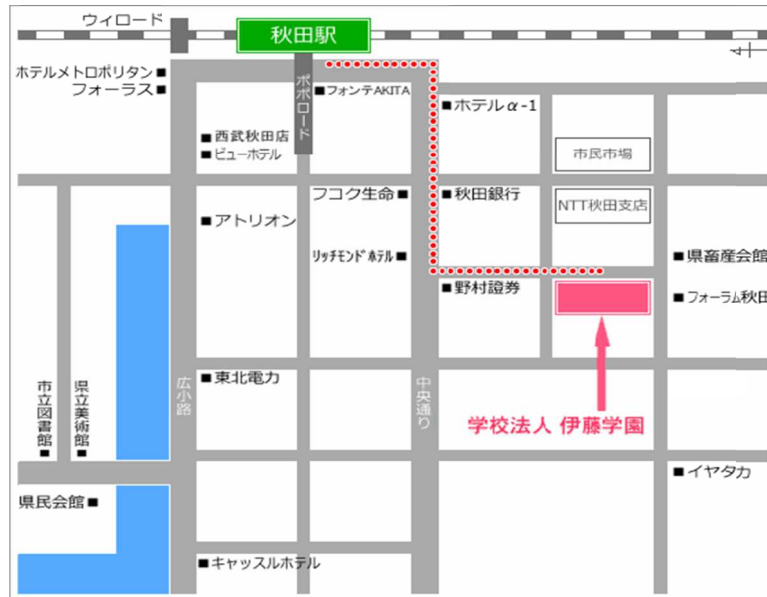 ウィロード
秋田駅
ホテルメトロポリタン
フォーラス
ポポロード
フォンテAKITA
ホテルα-1
西武秋田店
ビューホテル
市民市場
フコク生命
秋田銀行
NTT秋田支店
アトリオン
リッチモンドホテル
県畜産会館
野村證券
フォーラム秋田
東北電力
広小路
中央通り
市立図書館
県立美術館
学校法人 伊藤学園
イヤタカ
県民会館
キャッスルホテル